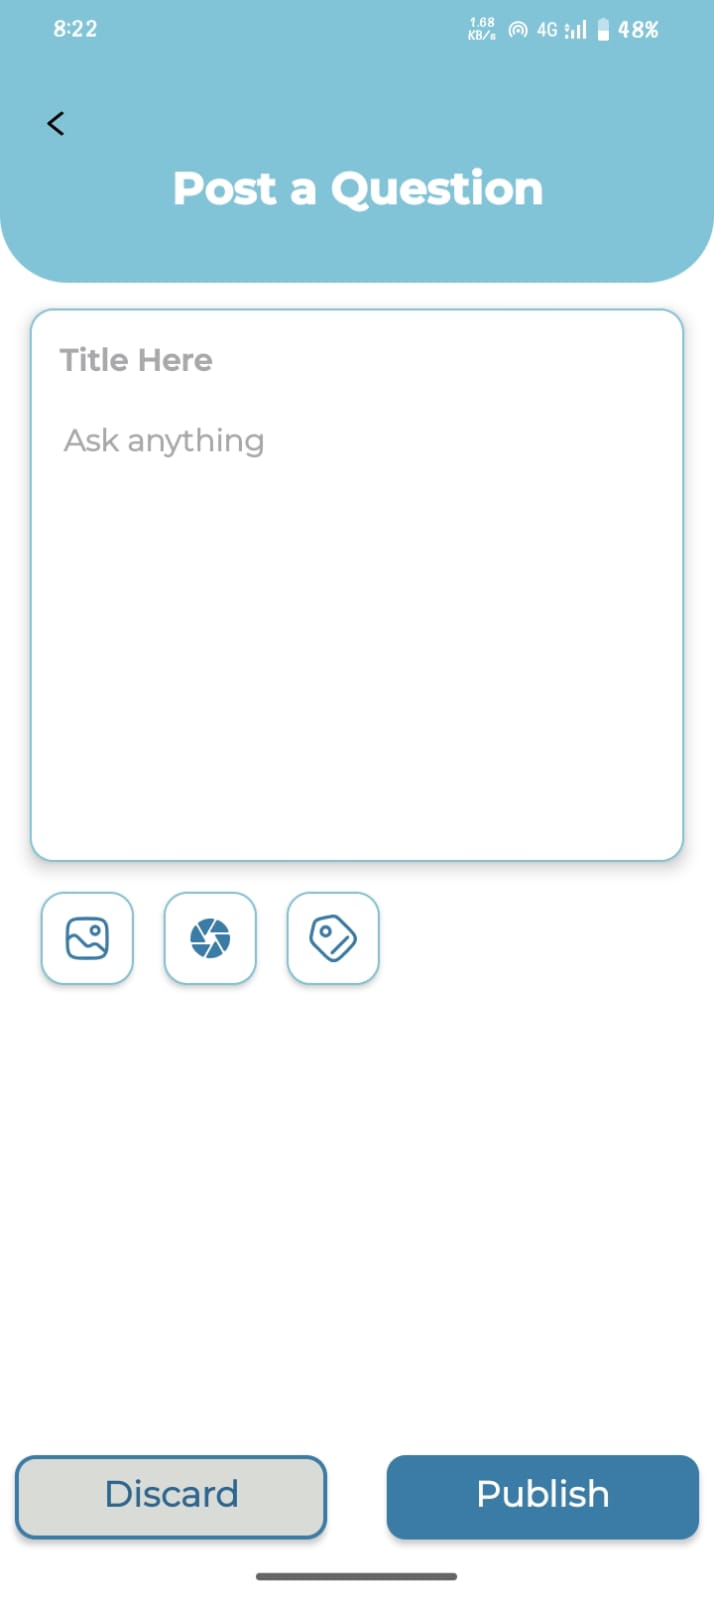 8:22
1.68
KB/s
4G
48%
Post a Question
Title Here
Ask anything
Discard
Publish